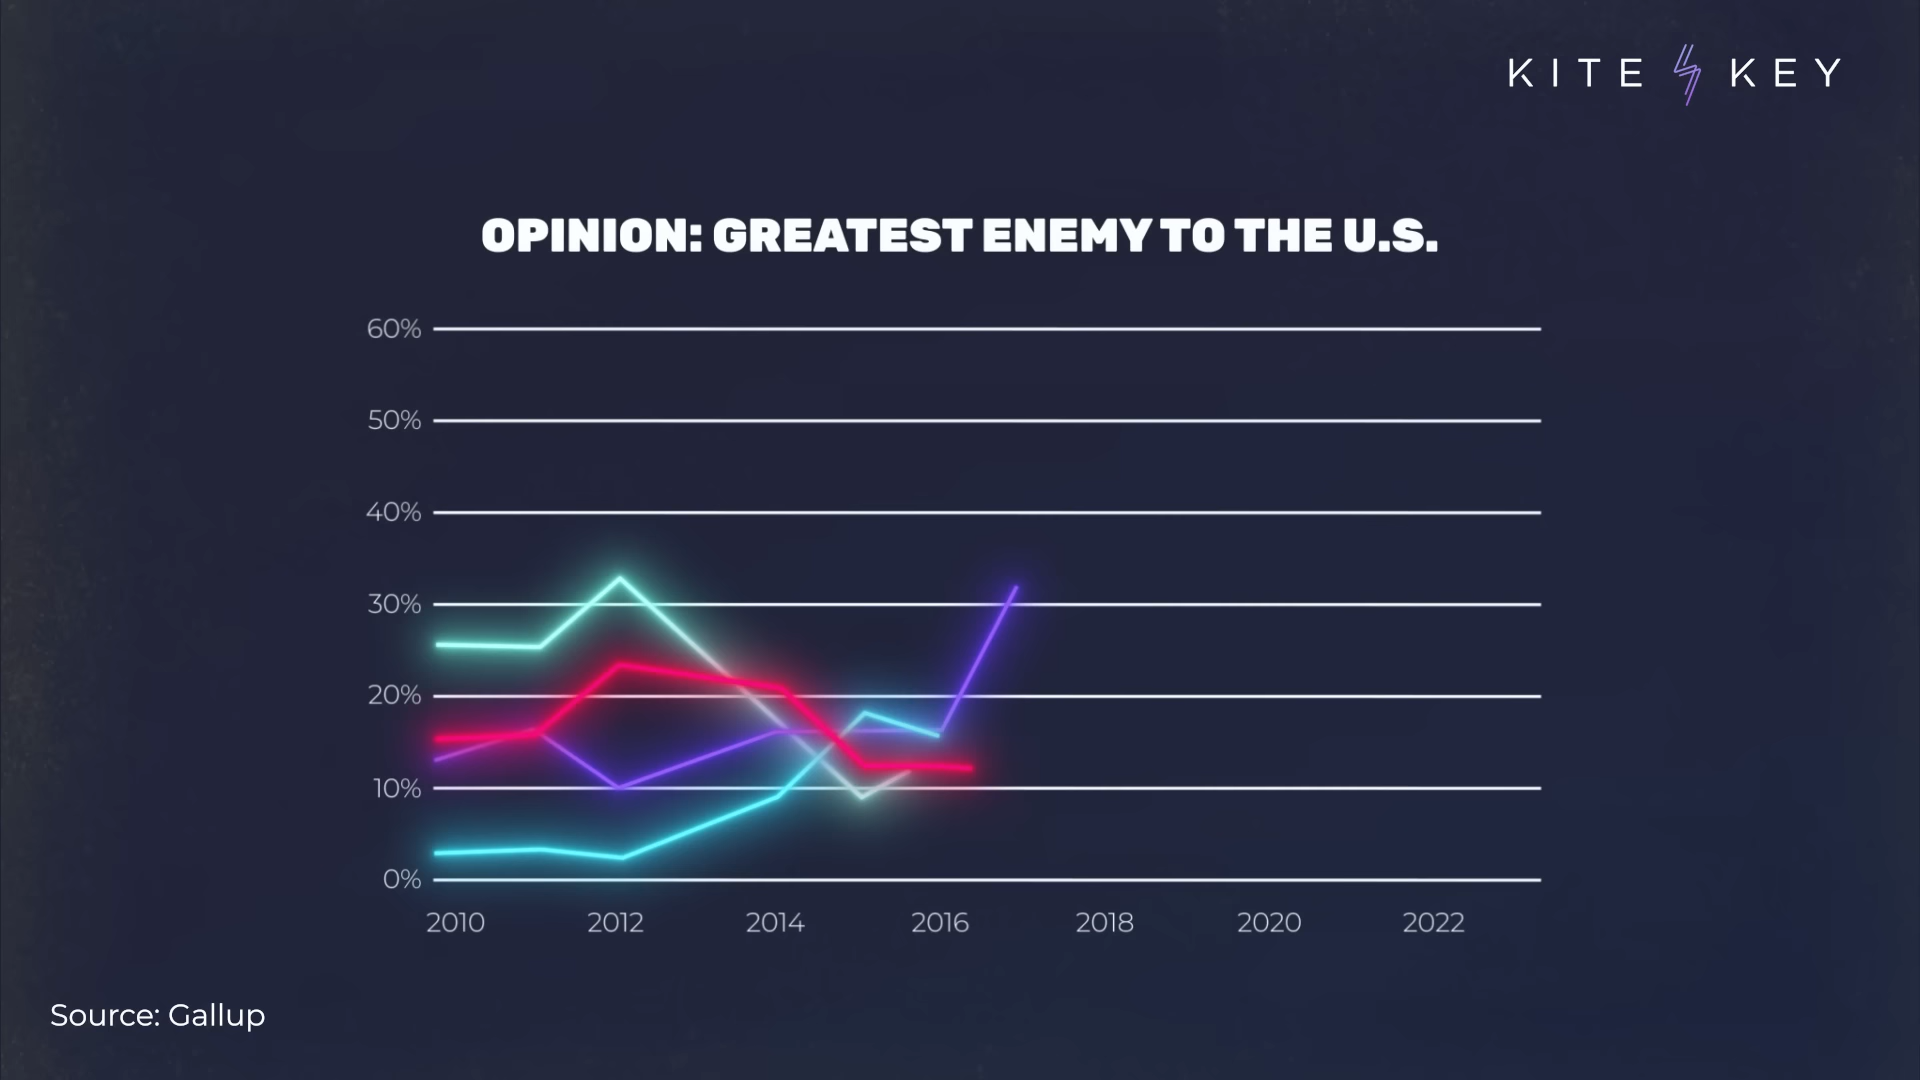 KITE KEY
OPINION: GREATEST ENEMY TO THE U.S.
60%
50%
40%
30%
20%
10%
0%
2010 2012 2014 2016 2018 2020 2022
Source: Gallup